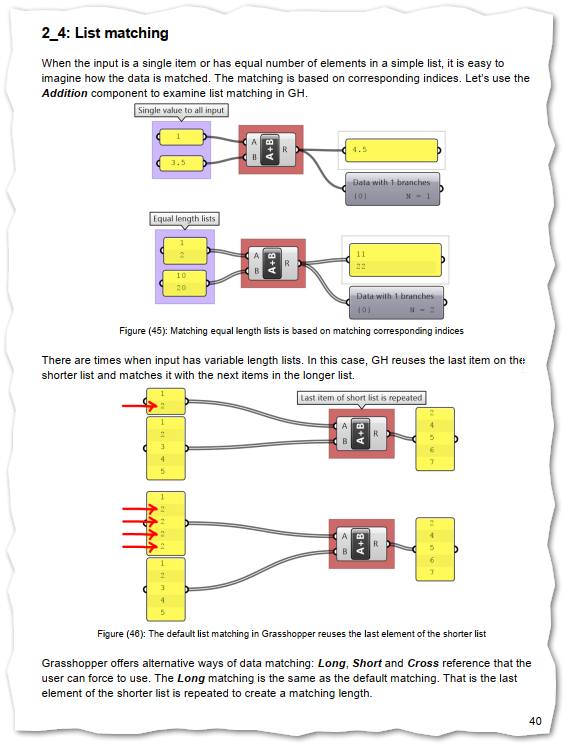 2_4: List matching
When the input is a single item or has equal number of elements in a simple list, it is easy to
imagine how the data is matched. The matching is based on corresponding indices. Let's use the
Addition component to examine list matching in GH.
Single value to all input
1
3.5
A
B
A+B
R
4.5
Data with 1 branches
{0} N = 1
Equal length lists
1
2
10
20
A
B
A+B
R
11
22
Data with 1 branches
{0} N = 2
Figure (45): Matching equal length lists is based on matching corresponding indices
There are times when input has variable length lists. In this case, GH reuses the last item on the
shorter list and matches it with the next items in the longer list.
Last item of short list is repeated
1
2
1
2
3
4
5
A
B
A+B
R
2
4
5
6
7
1
2
2
2
2
1
2
3
4
5
A
B
A+B
R
2
4
5
6
7
Figure (46): The default list matching in Grasshopper reuses the last element of the shorter list
Grasshopper offers alternative ways of data matching: Long, Short and Cross reference that the
user can force to use. The Long matching is the same as the default matching. That is the last
element of the shorter list is repeated to create a matching length.
40